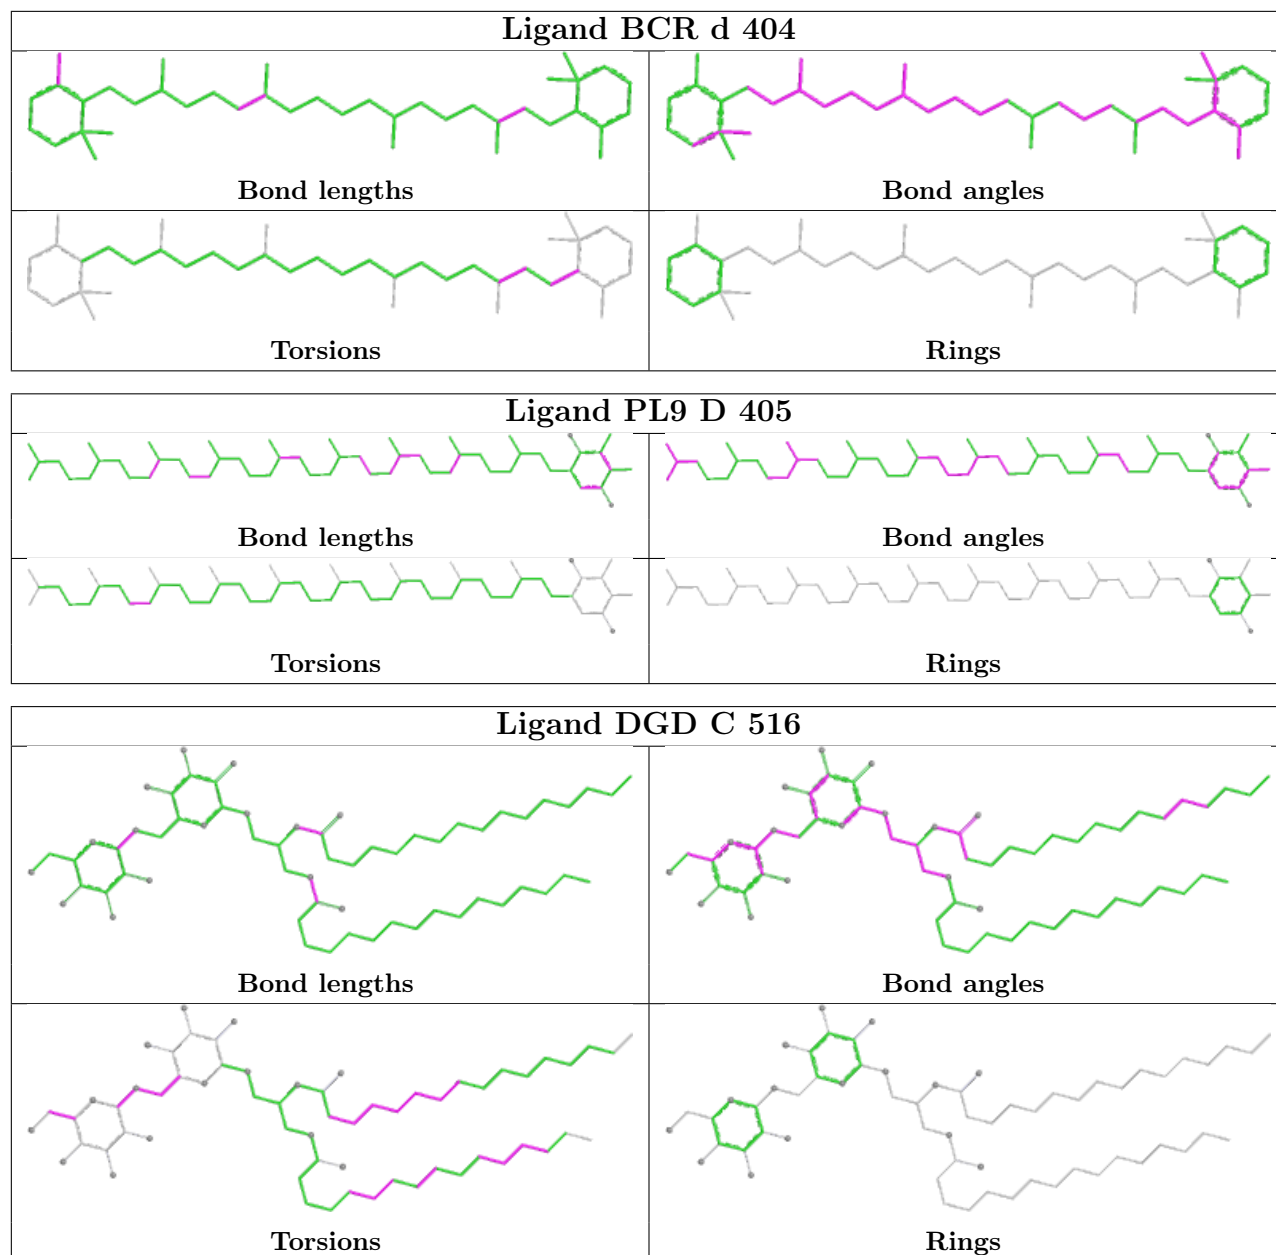 Ligand BCR d 404
Bond lengths
Bond angles
Torsions
Rings
Ligand PL9 D 405
Bond lengths
Bond angles
Torsions
Rings
Ligand DGD C 516
Bond lengths
Bond angles
Torsions
Rings